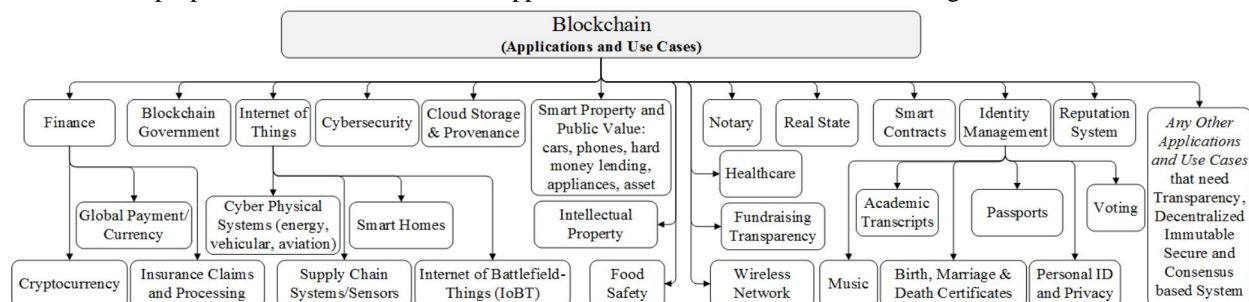 Blockchain
(Applications and Use Cases)
Finance
Blockchain
Government
Internet of
Things
Cybersecurity
Cloud Storage
& Provenance
Smart Property and
Public Value:
cars, phones, hard
money lending,
appliances, asset
Notary
Real State
Smart
Contracts
Identity
Management
Reputation
System
Any Other
Applications
and Use Cases
that need
Transparency,
Decentralized
Immutable
Secure and
Consensus
based System
Healthcare
Global Payment/
Currency
Cyber Physical
Systems (energy,
vehicular, aviation)
Smart Homes
Intellectual
Property
Fundraising
Transparency
Academic
Transcripts
Passports
Voting
Cryptocurrency
Insurance Claims
and Processing
Supply Chain
Systems/Sensors
Internet of Battlefield-
Things (IoBT)
Food
Safety
Wireless
Network
Music
Birth, Marriage &
Death Certificates
Personal ID
and Privacy